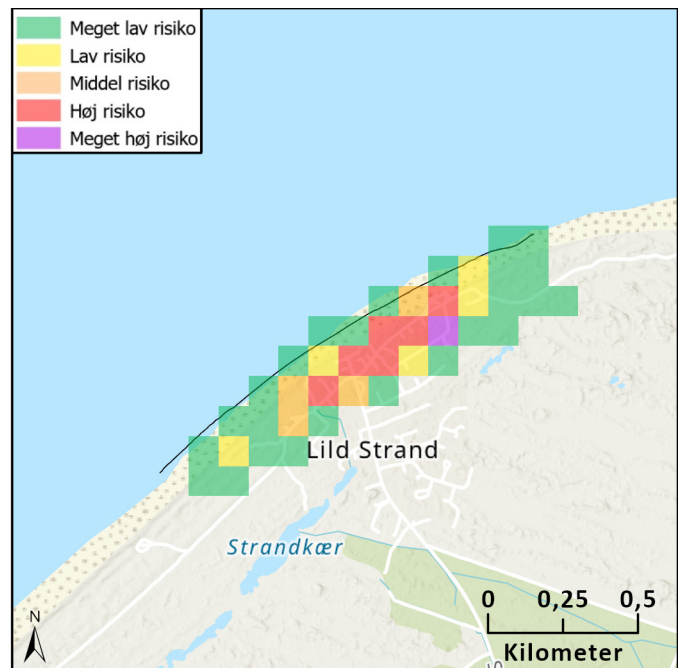 Meget lav risiko
Lav risiko
Middel risiko
Høj risiko
Meget høj risiko
Lild Strand
Strandkær
N
0 0,25 0,5
Kilometer